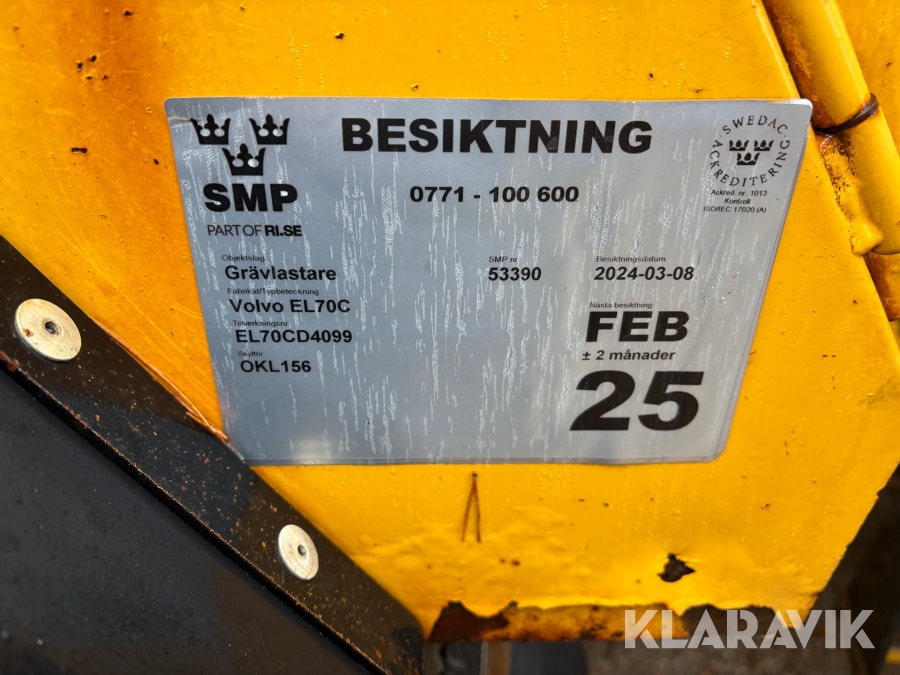 BESIKTNING
0771 - 100 600
SMP
PART OF RI.SE
SWEDAC ACKREDITERING
Ackred. nr. 1013
Kontroll
ISO/IEC 17020 (A)
Objektslag
Grävlastare
SMP nr
53390
Besiktningsdatum
2024-03-08
Fabrikat/Typbeteckning
Volvo EL70C
Tillverkningsnr
EL70CD4099
Skyltnr
OKL156
Nästa besiktning
FEB
± 2 månader
25
KLARAVIK